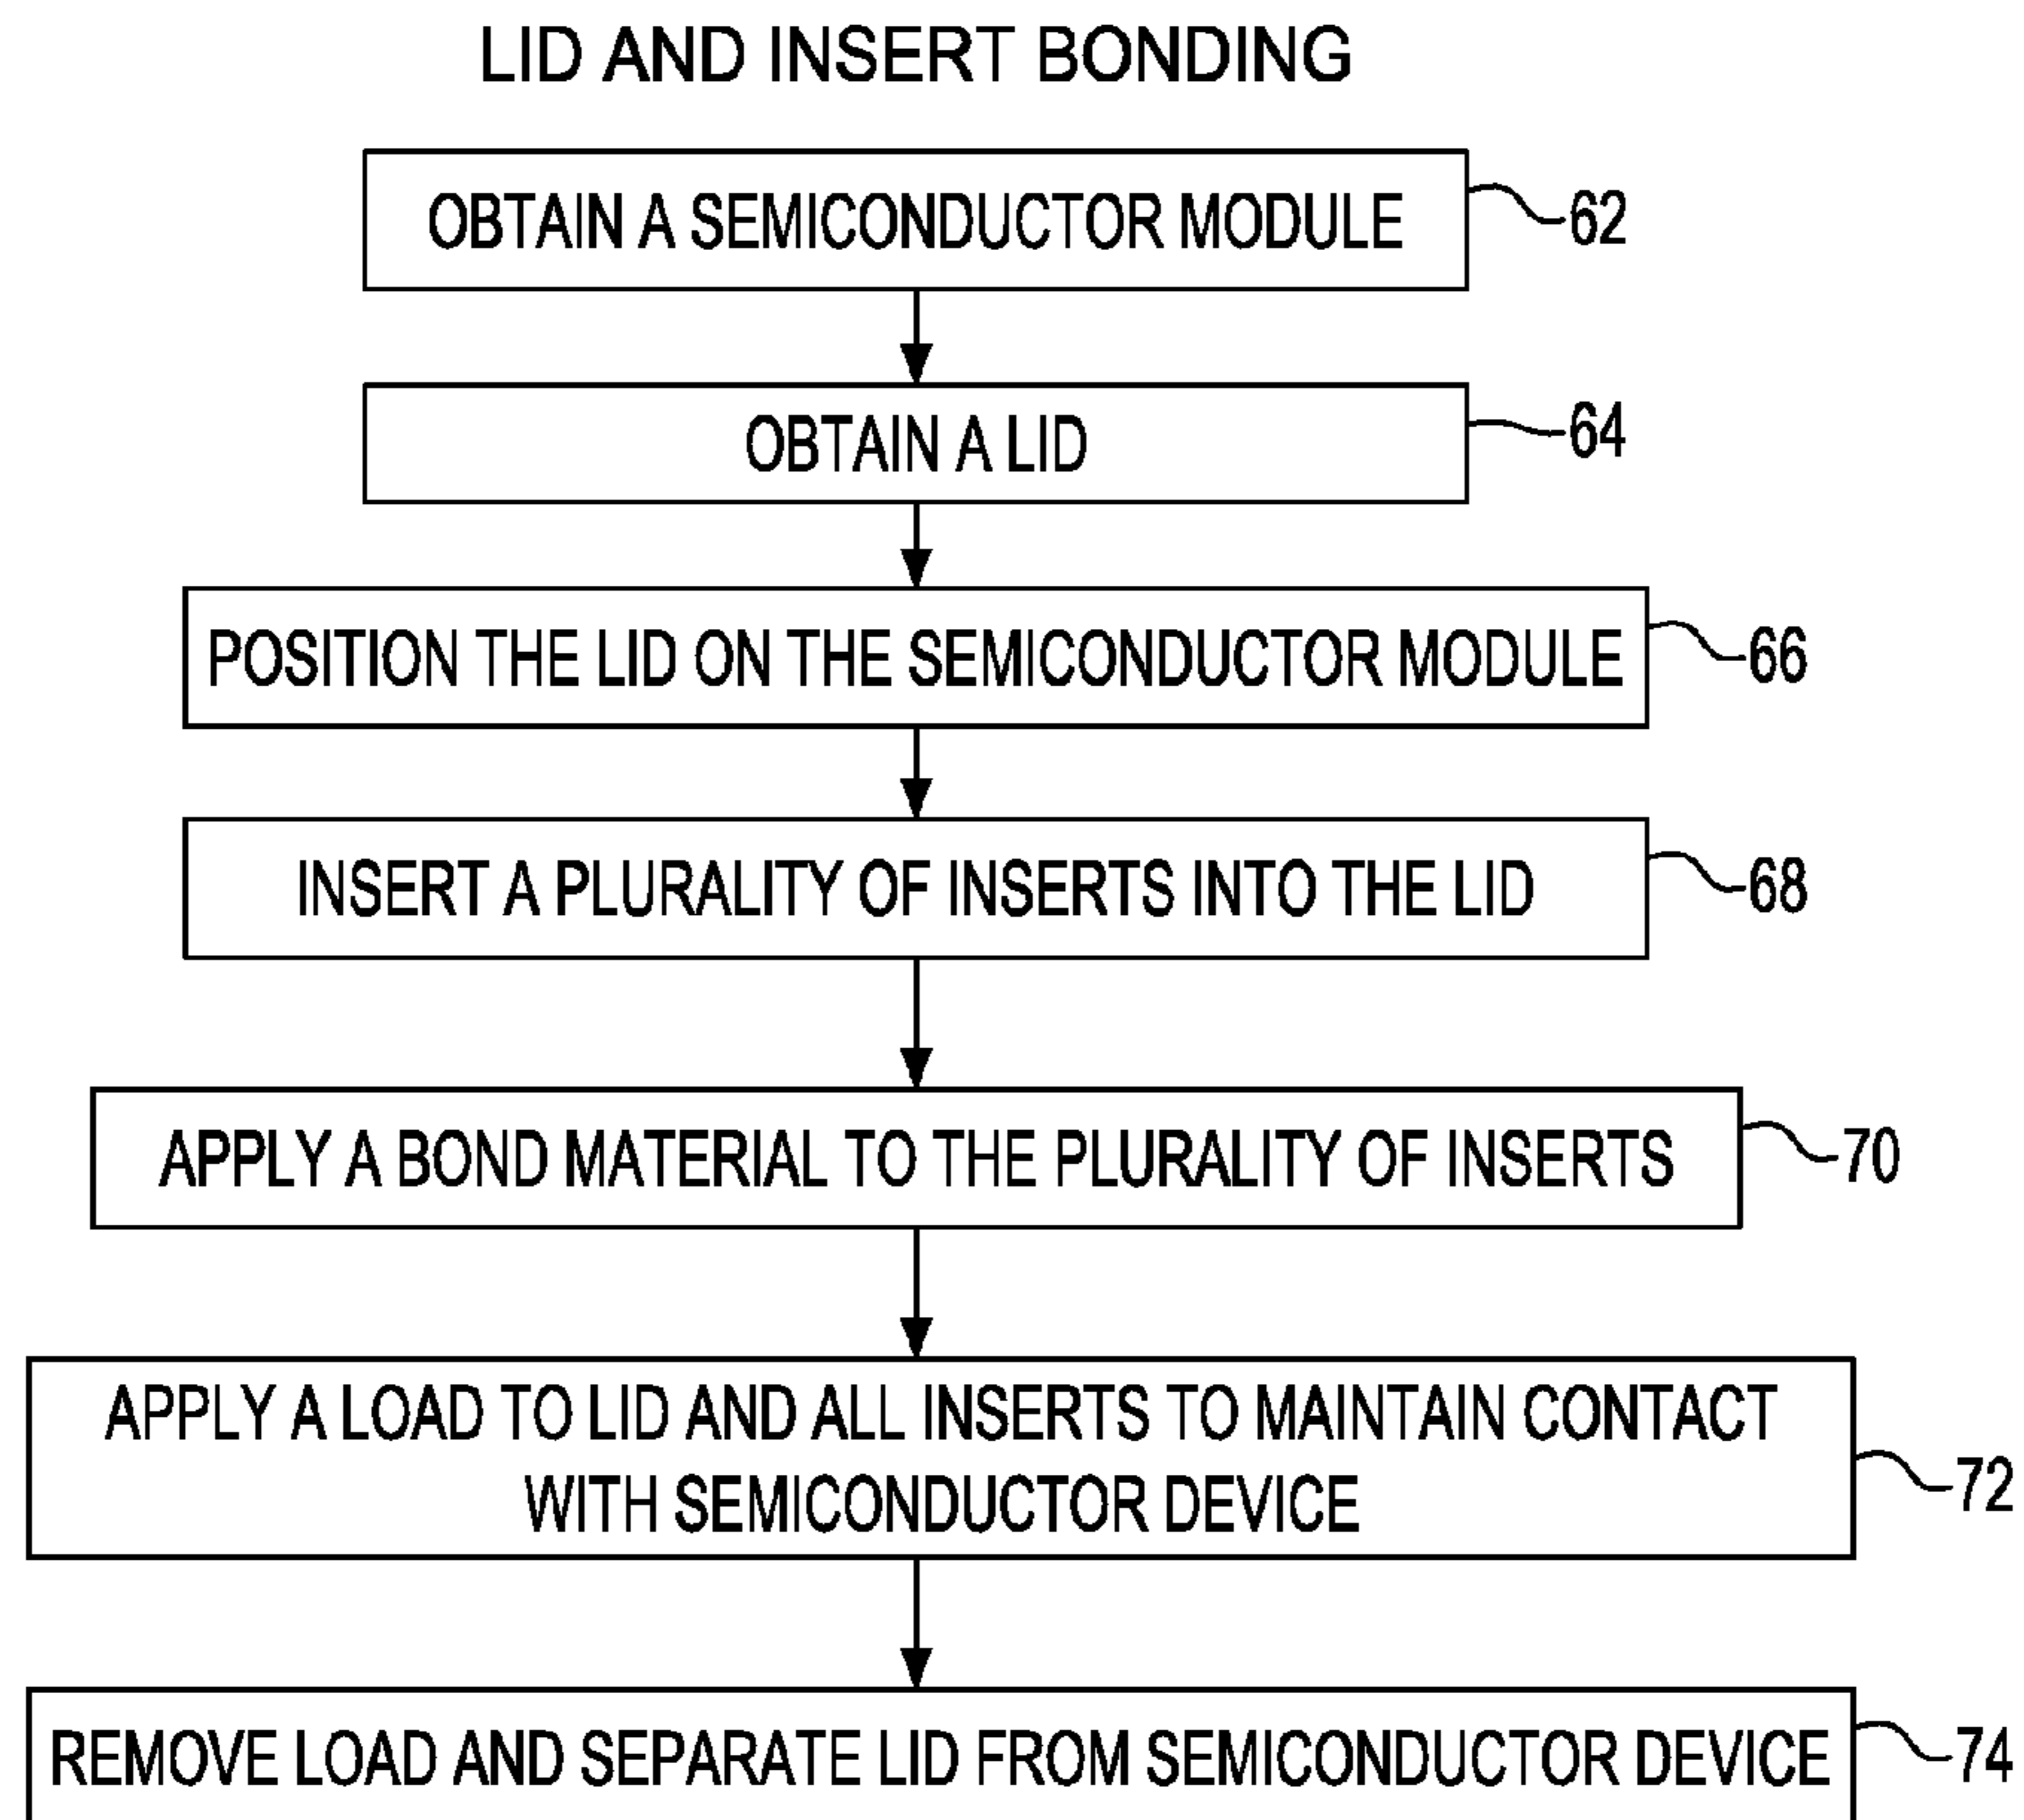 LID AND INSERT BONDING
OBTAIN A SEMICONDUCTOR MODULE
62
OBTAIN A LID
64
POSITION THE LID ON THE SEMICONDUCTOR MODULE
66
INSERT A PLURALITY OF INSERTS INTO THE LID
68
APPLY A BOND MATERIAL TO THE PLURALITY OF INSERTS
70
APPLY A LOAD TO LID AND ALL INSERTS TO MAINTAIN CONTACT
WITH SEMICONDUCTOR DEVICE
72
REMOVE LOAD AND SEPARATE LID FROM SEMICONDUCTOR DEVICE
74